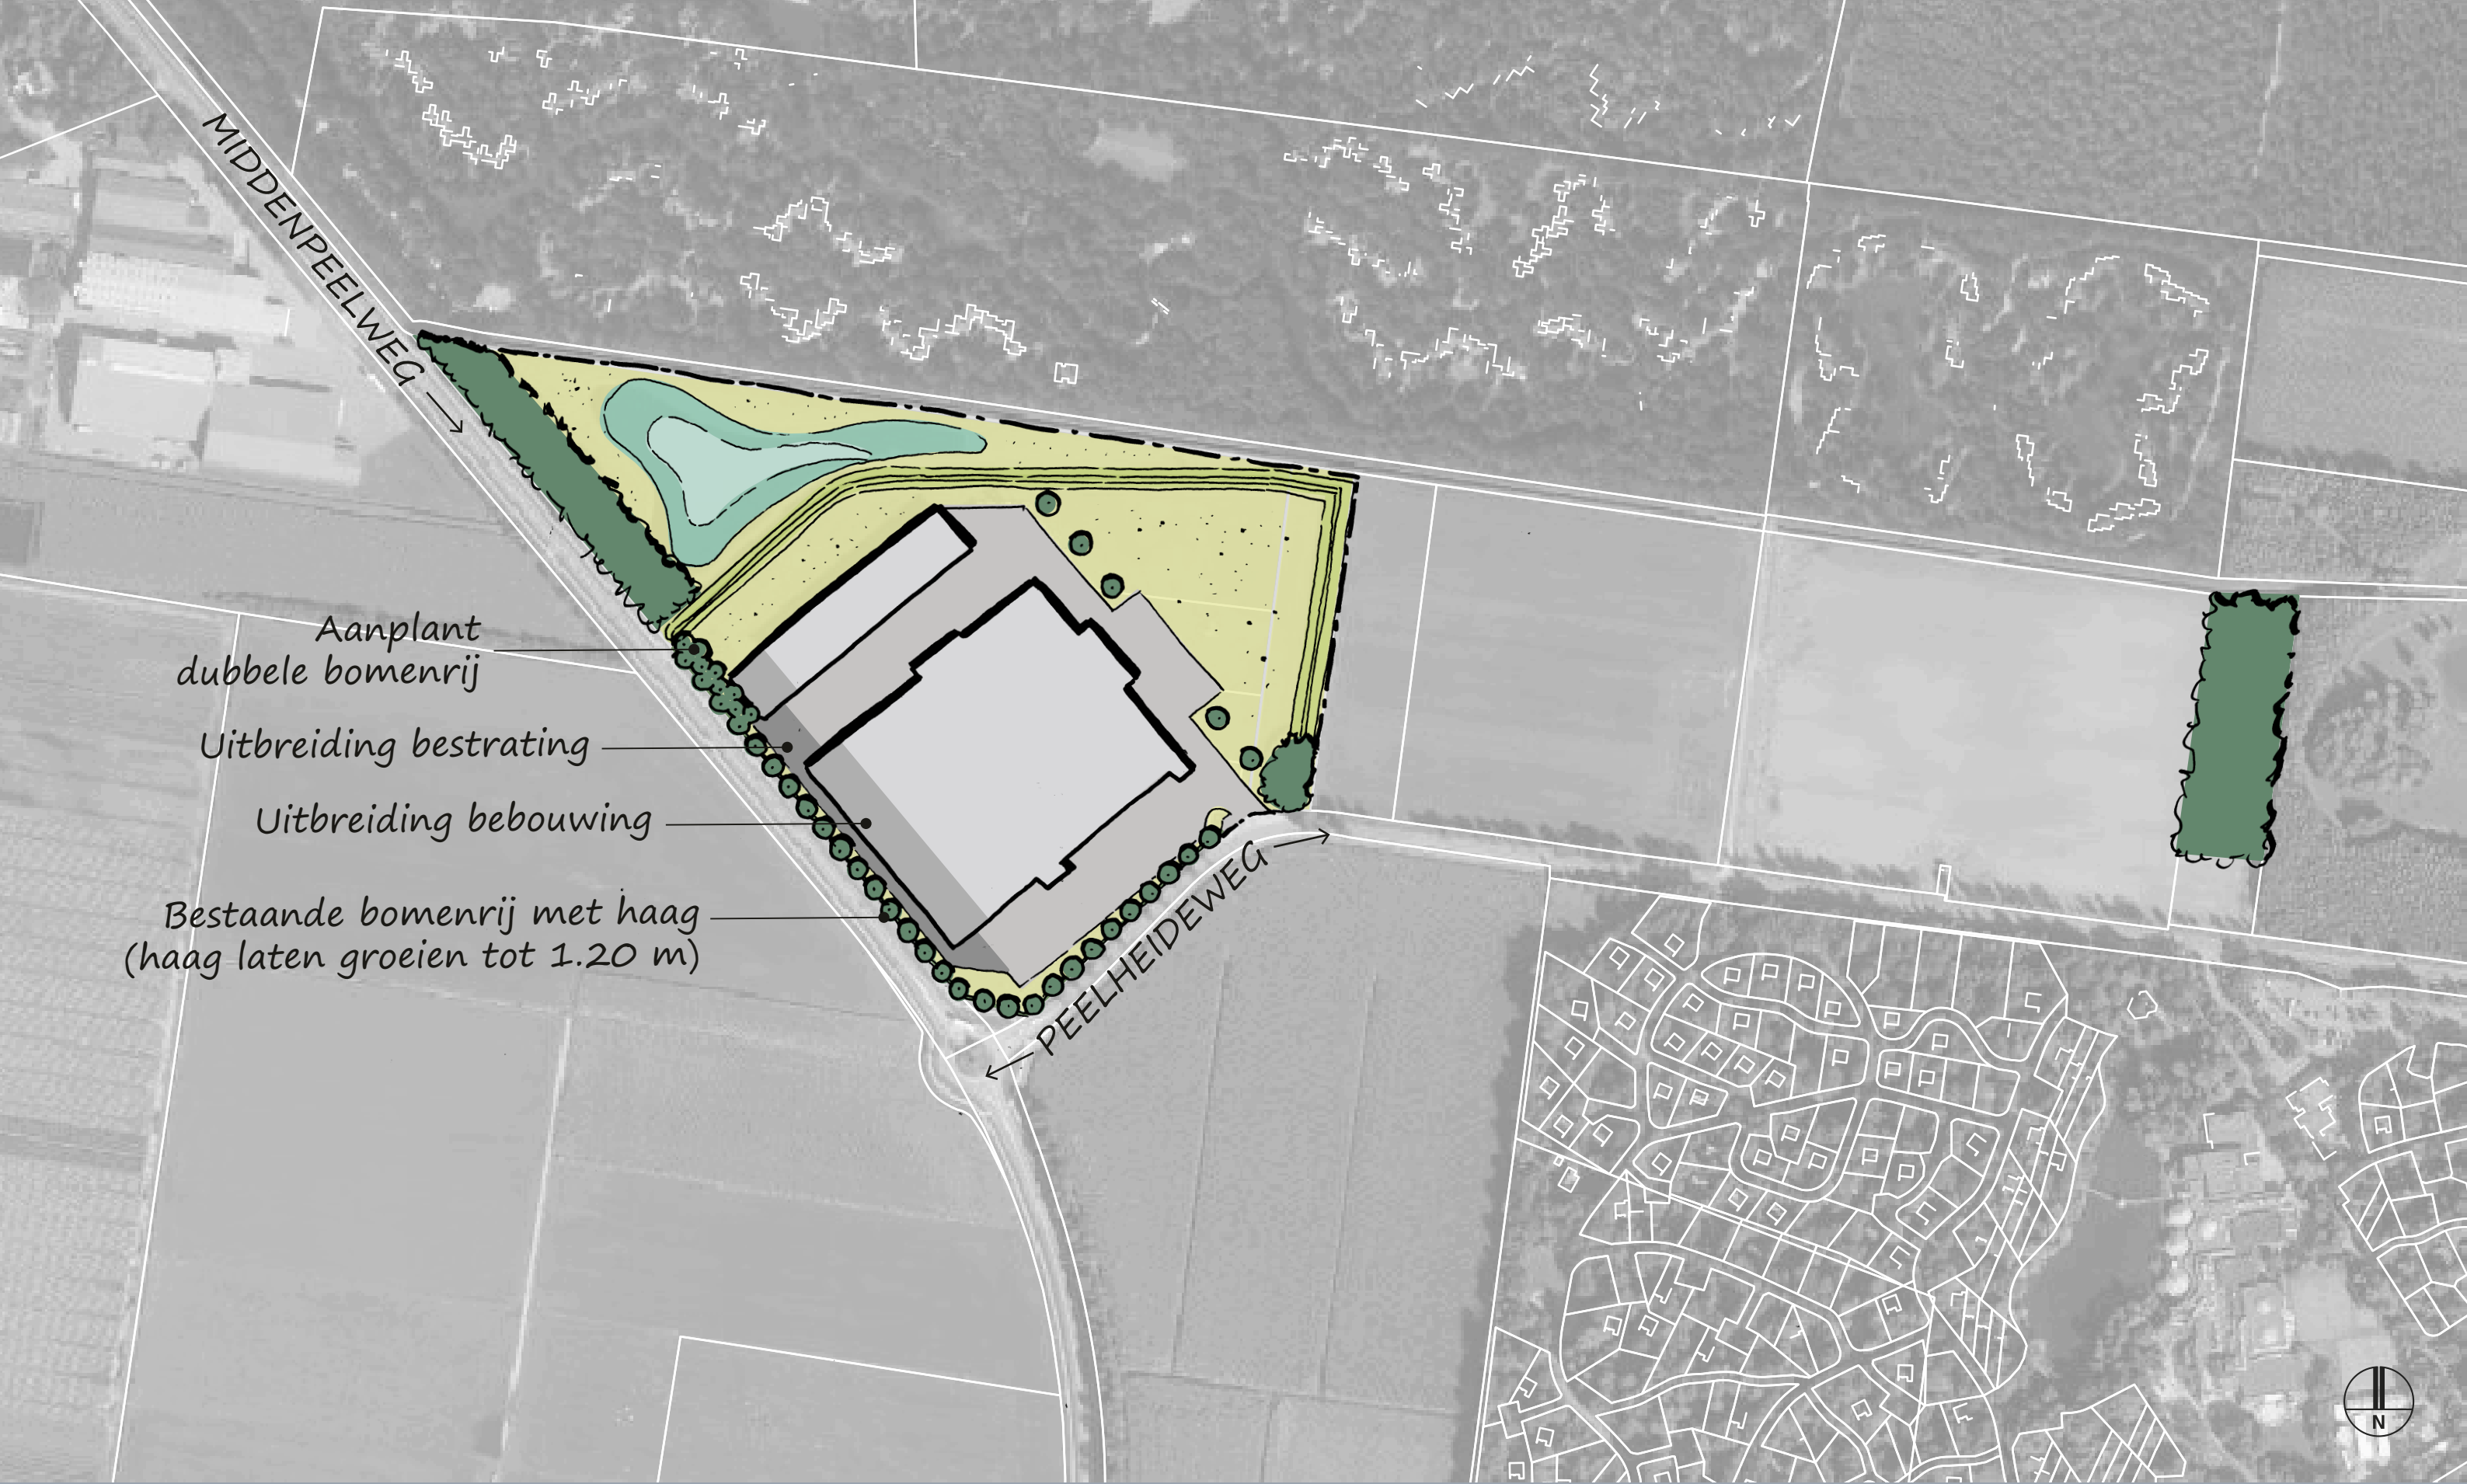 MIDDENPEELWEG
Aanplant
dubbele bomenrij
Uitbreiding bestrating
Uitbreiding bebouwing
Bestaande bomenrij met haag
(haag laten groeien tot 1.20 m)
PEELHEIDEWEG
N